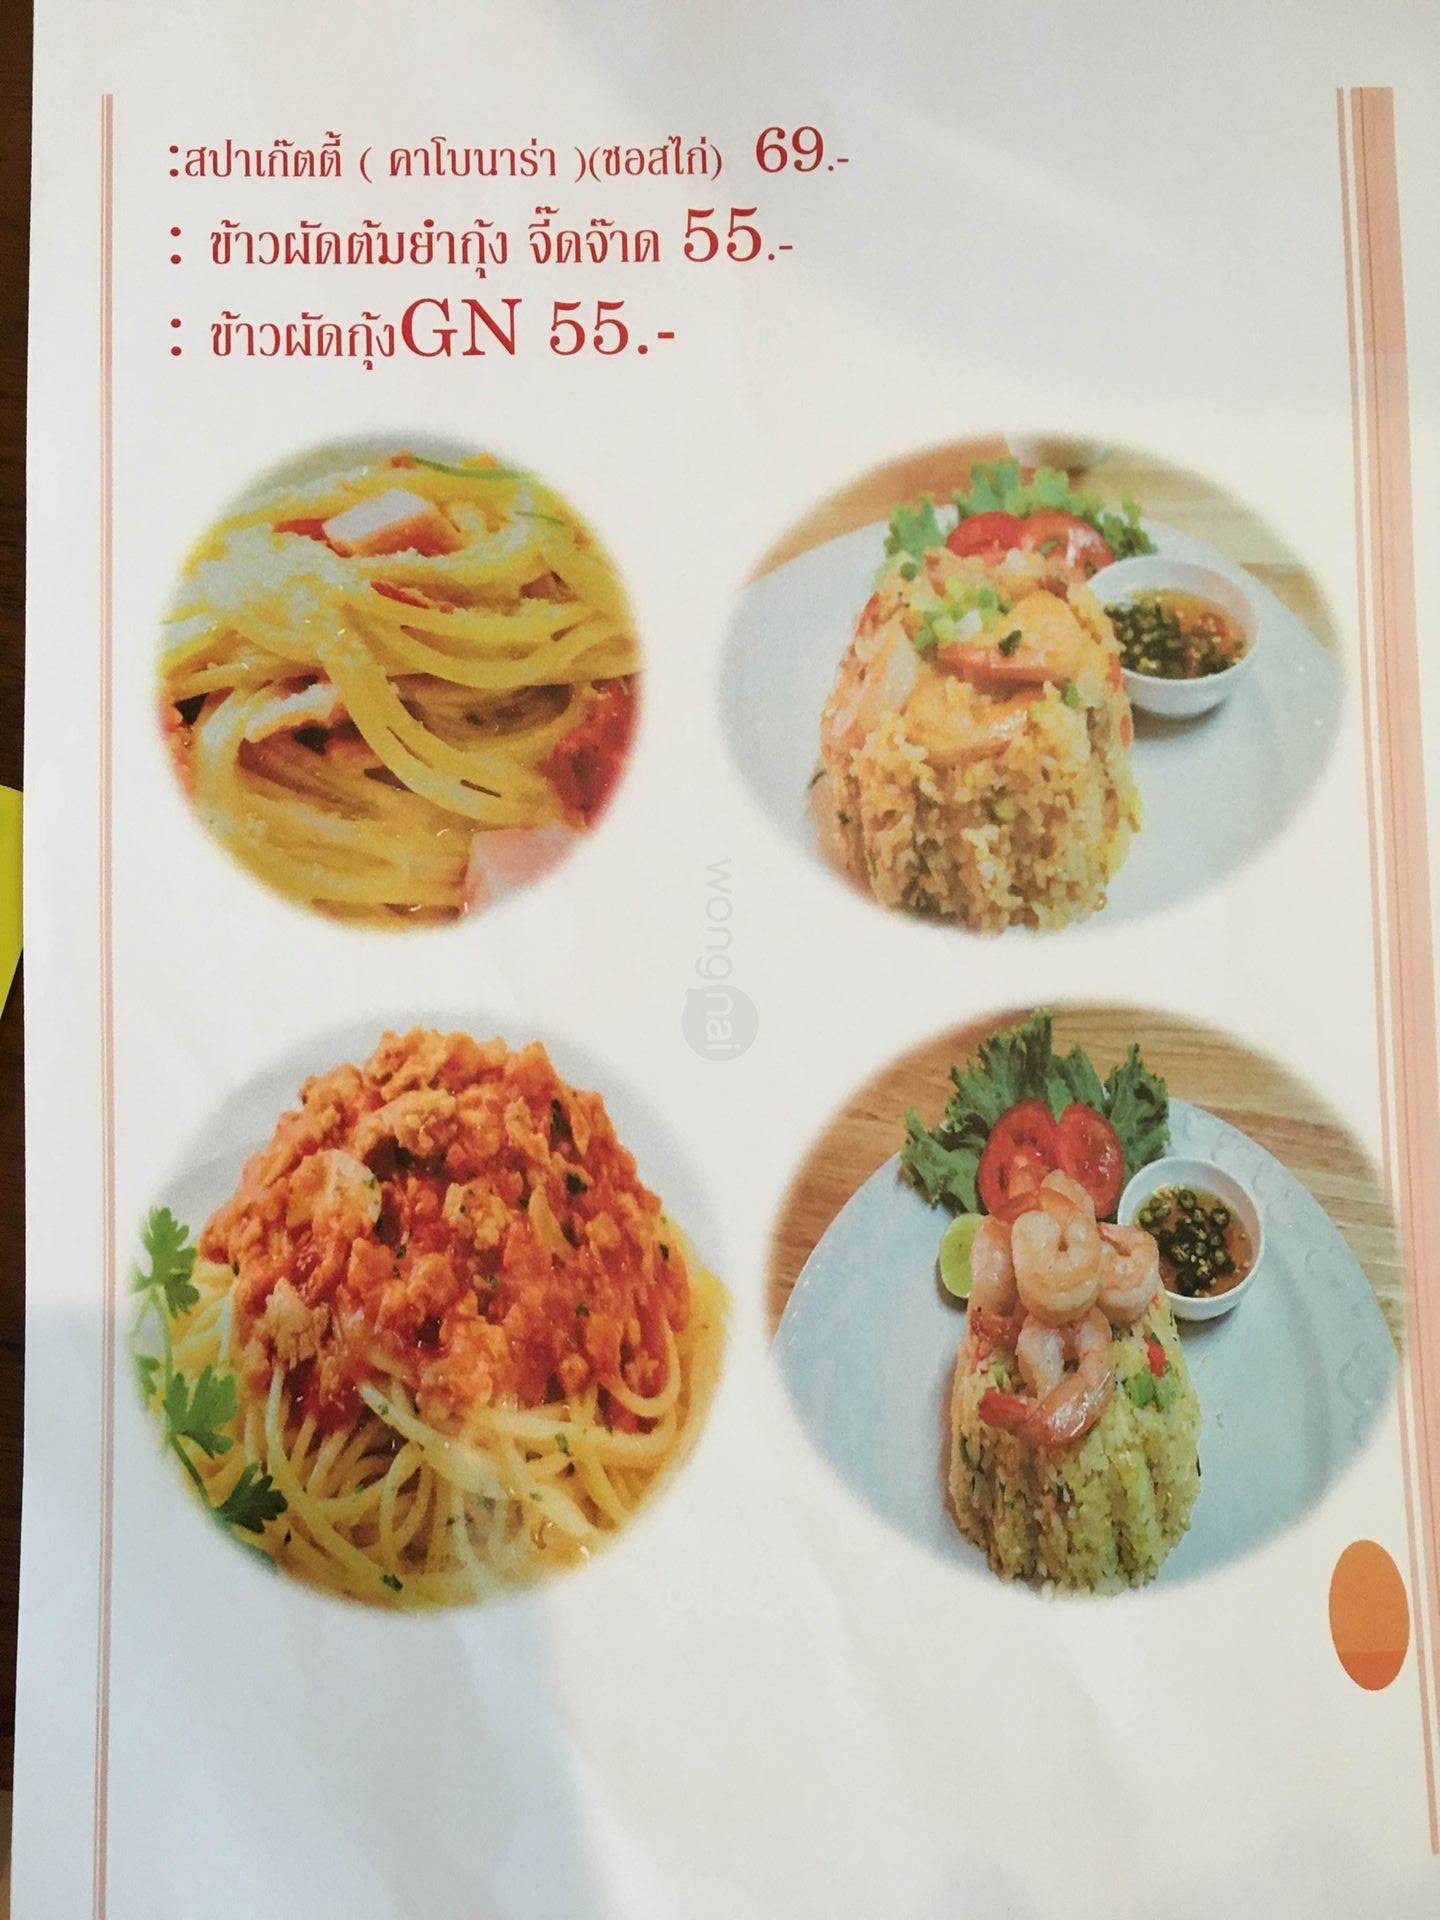 :สปาเก๊ตตี้ ( คาโบนาร่า )(ซอสไก่) 69.-
: ข้าวผัดต้มยำกุ้ง จี๊ดจ๊าด 55.-
: ข้าวผัดกุ้งGN 55.-
wongnai